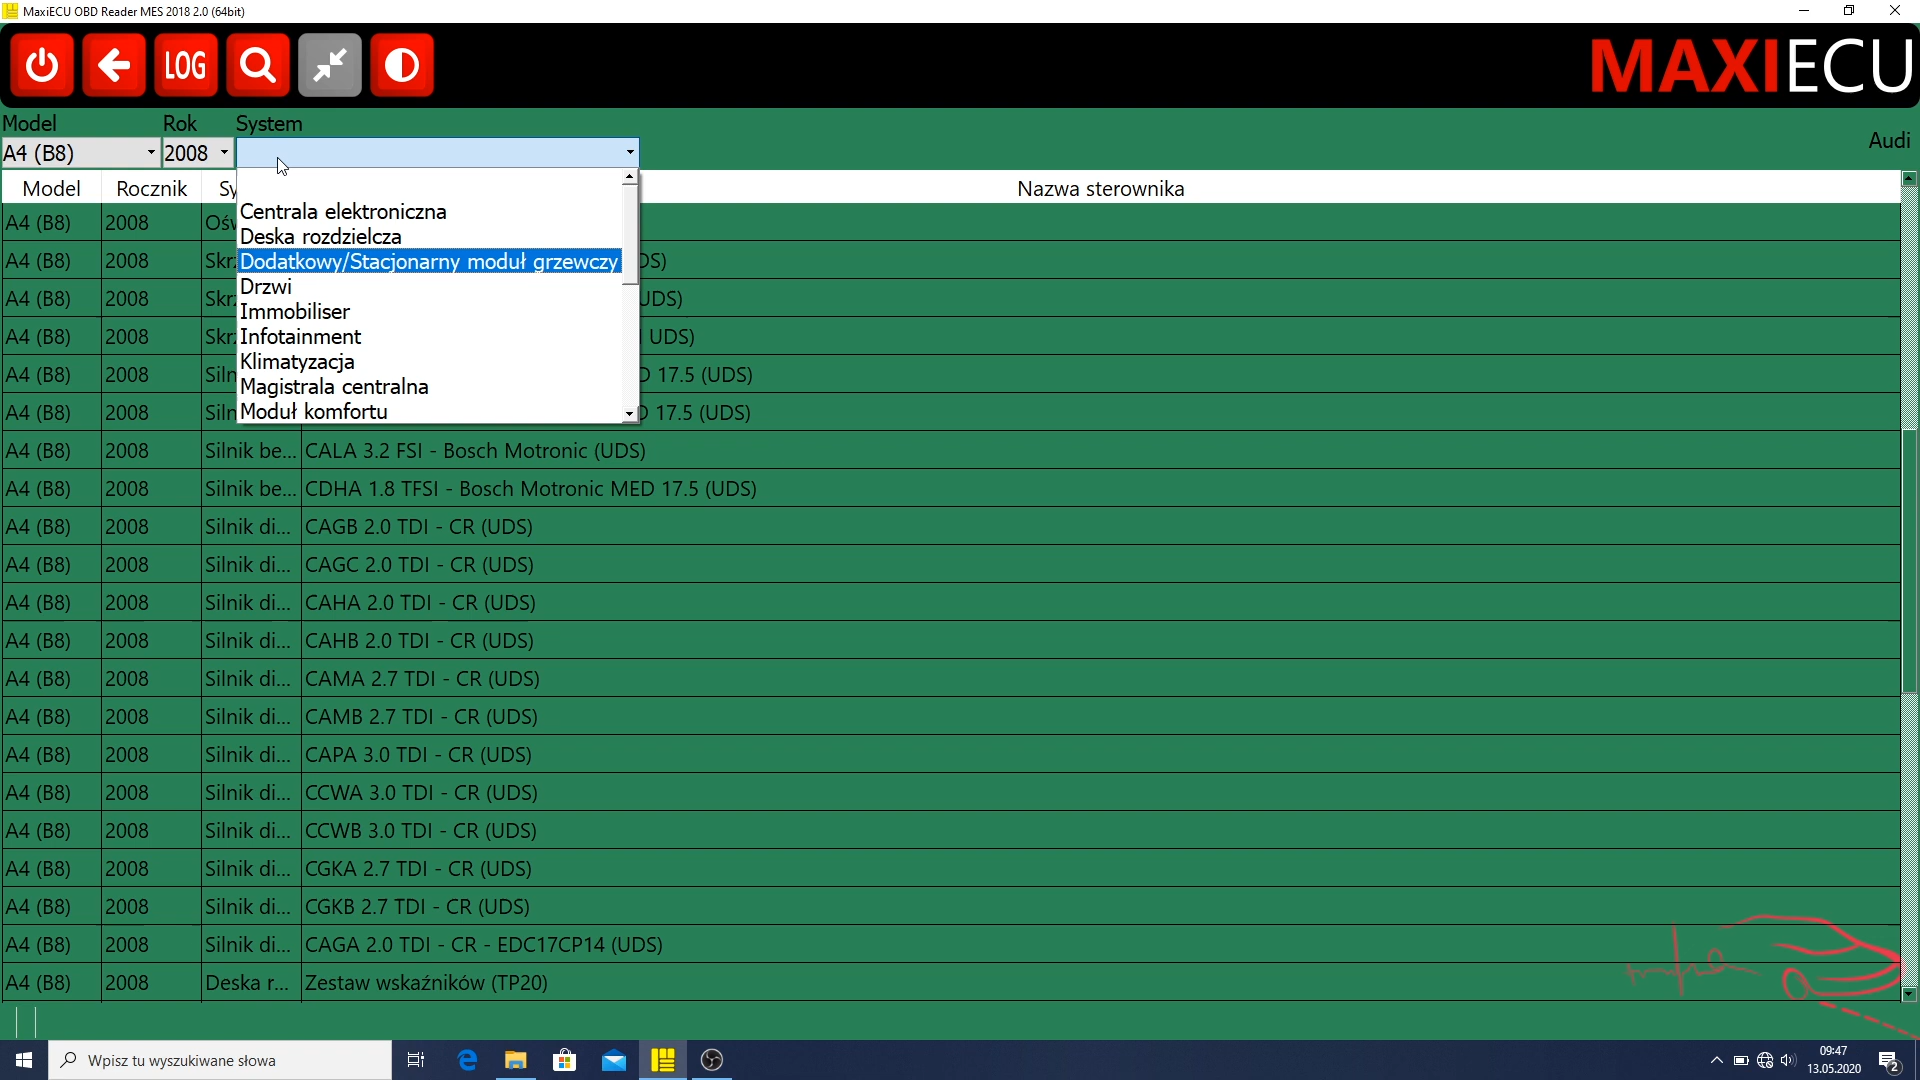 MaxiECU OBD Reader MES 2018 2.0 (64bit)
LOG
MAXIECU
Model Rok System
Audi
A4 (B8) 2008
Model Rocznik Sy Nazwa sterownika
Centrala elektroniczna
Deska rozdzielcza
Dodatkowy/Stacjonarny moduł grzewczy
Drzwi
Immobiliser
Infotainment
Klimatyzacja
Magistrala centralna
Moduł komfortu
A4 (B8) 2008 Ośw
A4 (B8) 2008 Skrz DS)
A4 (B8) 2008 Skrz UDS)
A4 (B8) 2008 Skrz UDS)
A4 (B8) 2008 Siln D 17.5 (UDS)
A4 (B8) 2008 Siln D 17.5 (UDS)
A4 (B8) 2008 Silnik be... CALA 3.2 FSI - Bosch Motronic (UDS)
A4 (B8) 2008 Silnik be... CDHA 1.8 TFSI - Bosch Motronic MED 17.5 (UDS)
A4 (B8) 2008 Silnik di... CAGB 2.0 TDI - CR (UDS)
A4 (B8) 2008 Silnik di... CAGC 2.0 TDI - CR (UDS)
A4 (B8) 2008 Silnik di... CAHA 2.0 TDI - CR (UDS)
A4 (B8) 2008 Silnik di... CAHB 2.0 TDI - CR (UDS)
A4 (B8) 2008 Silnik di... CAMA 2.7 TDI - CR (UDS)
A4 (B8) 2008 Silnik di... CAMB 2.7 TDI - CR (UDS)
A4 (B8) 2008 Silnik di... CAPA 3.0 TDI - CR (UDS)
A4 (B8) 2008 Silnik di... CCWA 3.0 TDI - CR (UDS)
A4 (B8) 2008 Silnik di... CCWB 3.0 TDI - CR (UDS)
A4 (B8) 2008 Silnik di... CGKA 2.7 TDI - CR (UDS)
A4 (B8) 2008 Silnik di... CGKB 2.7 TDI - CR (UDS)
A4 (B8) 2008 Silnik di... CAGA 2.0 TDI - CR - EDC17CP14 (UDS)
A4 (B8) 2008 Deska r... Zestaw wskaźników (TP20)
Wpisz tu wyszukiwane słowa
09:47
13.05.2020
2